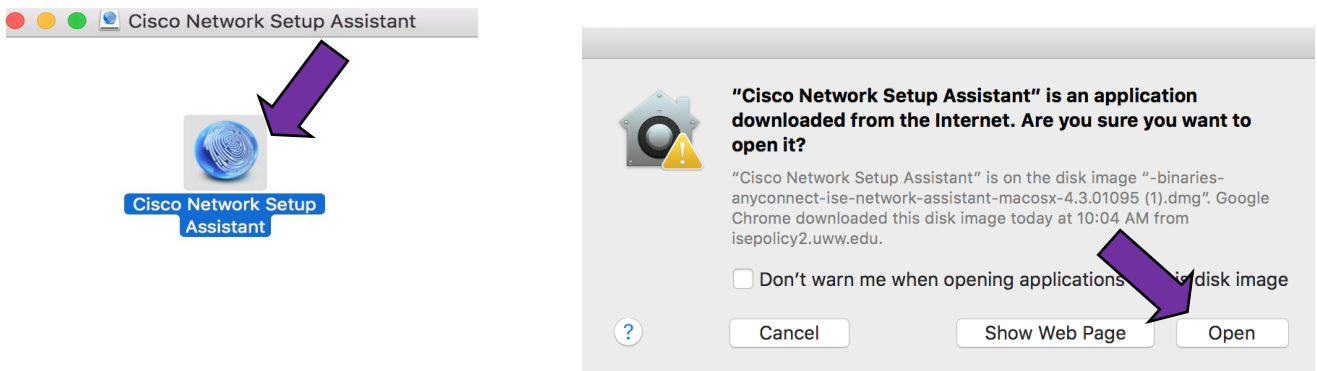 Cisco Network Setup Assistant
Cisco Network Setup
Assistant
“Cisco Network Setup Assistant” is an application
downloaded from the Internet. Are you sure you want to
open it?
“Cisco Network Setup Assistant” is on the disk image “-binaries-
anyconnect-ise-network-assistant-macosx-4.3.01095 (1).dmg”. Google
Chrome downloaded this disk image today at 10:04 AM from
isepolicy2.uww.edu.
Don’t warn me when opening applications disk image
?
Cancel
Show Web Page
Open